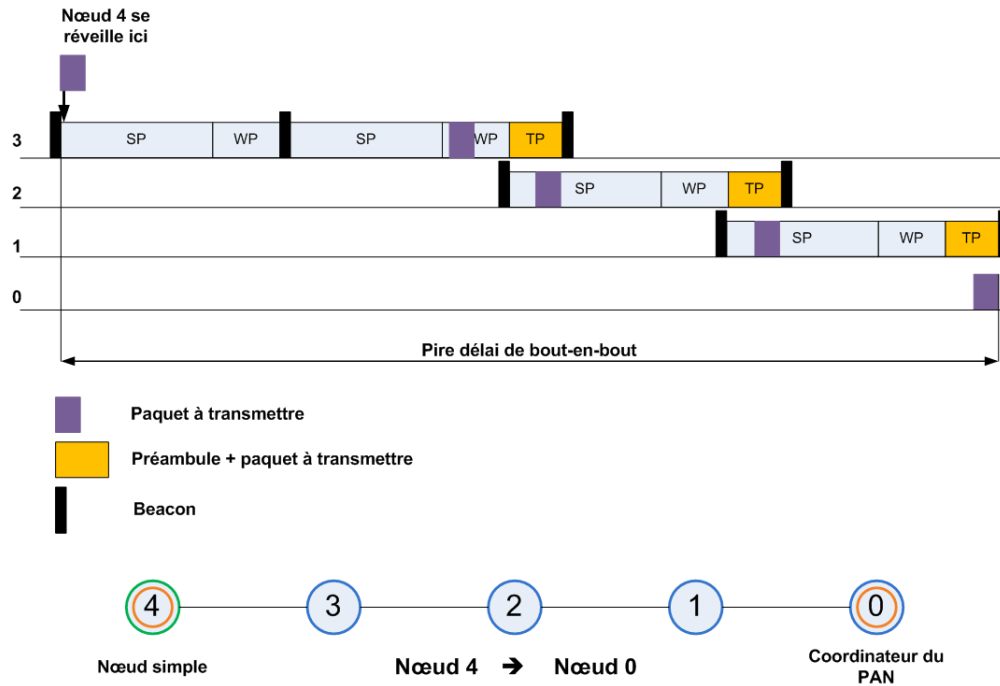 Nœud 4 se
réveille ici
3
SP
WP
SP
WP
TP
2
SP
WP
TP
1
SP
WP
TP
0
Pire délai de bout-en-bout
Paquet à transmettre
Préambule + paquet à transmettre
Beacon
4
3
2
1
0
Nœud simple
Nœud 4 → Nœud 0
Coordinateur du
PAN